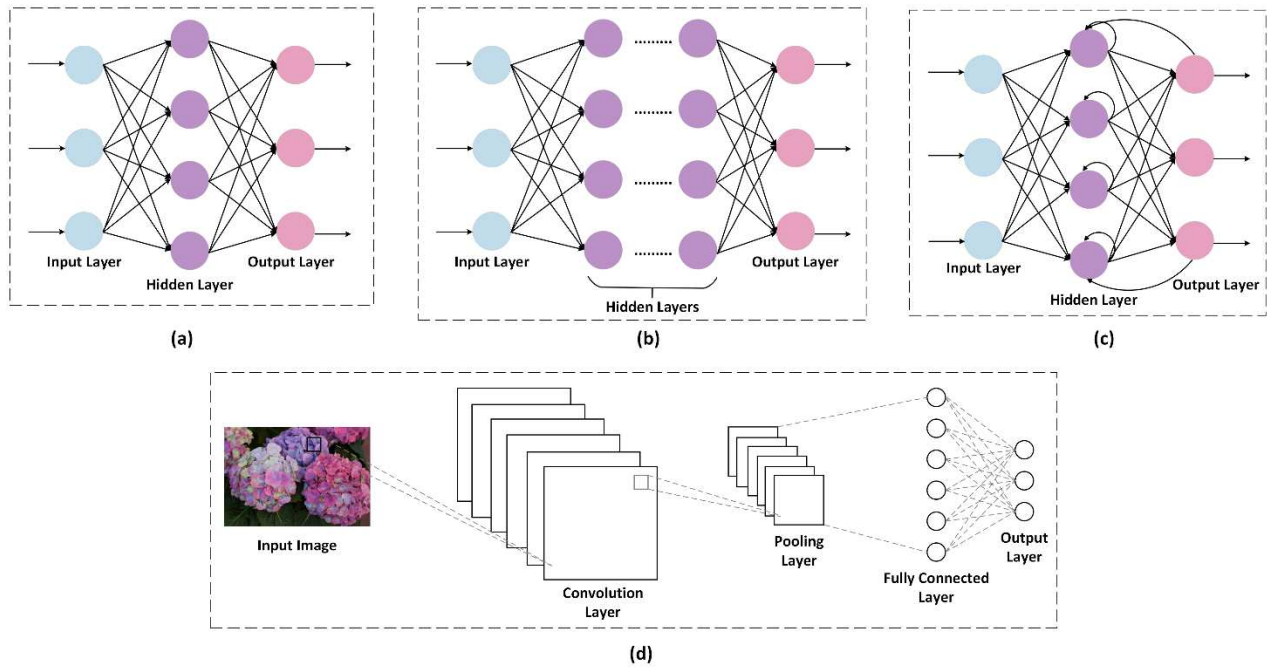 Input Layer
Hidden Layer
Output Layer
(a)
Input Layer
Hidden Layers
Output Layer
(b)
Input Layer
Hidden Layer
Output Layer
(c)
Input Image
Convolution
Layer
Pooling
Layer
Fully Connected
Layer
Output
Layer
(d)